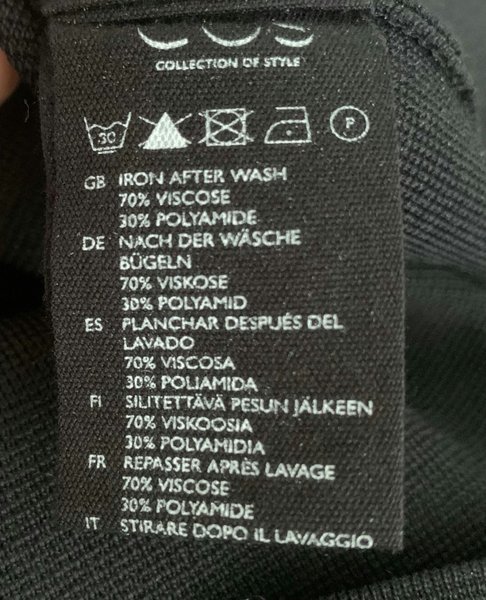 COS
COLLECTION OF STYLE
30
P
GB IRON AFTER WASH
70% VISCOSE
30% POLYAMIDE
DE NACH DER WÄSCHE
BÜGELN
70% VISKOSE
30% POLYAMID
ES PLANCHAR DESPUÉS DEL
LAVADO
70% VISCOSA
30% POLIAMIDA
FI SILITETTÄVÄ PESUN JÄLKEEN
70% VISKOOSIA
30% POLYAMIDIA
FR REPASSER APRÈS LAVAGE
70% VISCOSE
30% POLYAMIDE
IT STIRARE DOPO IL LAVAGGIO